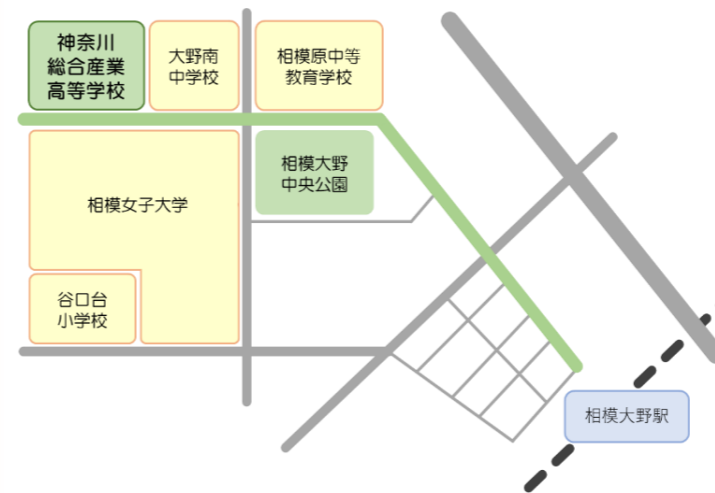 神奈川
総合産業
高等学校
大野南
中学校
相模原中等
教育学校
相模大野
中央公園
相模女子大学
谷口台
小学校
相模大野駅